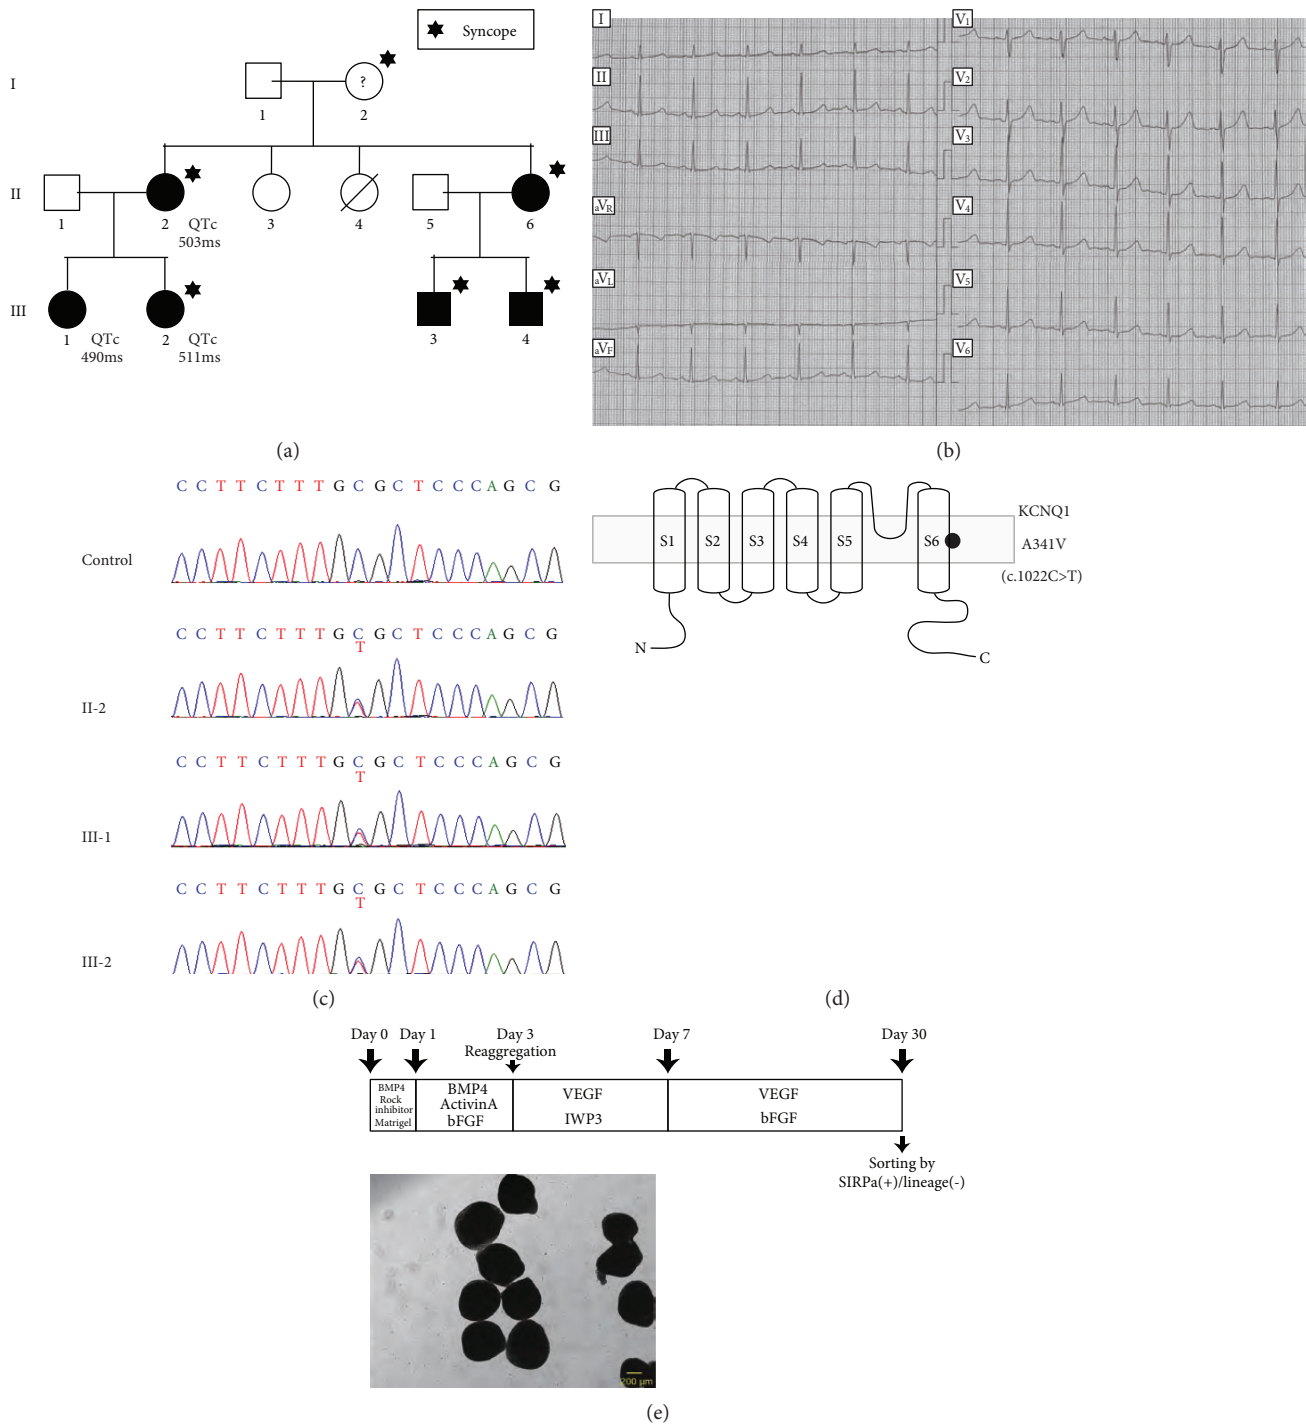 Syncope
I
?
1
2
II
1
2
QTc
503ms
3
4
5
6
III
1
QTc
490ms
2
QTc
511ms
3
4
(a)
I
II
III
aVR
aVL
aVF
V1
V2
V3
V4
V5
V6
(b)
C C T T C T T T G C G C T C C C A G C G
Control
C C T T C T T T G C G C T C C C A G C G
T
II-2
C C T T C T T T G C G C T C C C A G C G
T
III-1
C C T T C T T T G C G C T C C C A G C G
T
III-2
(c)
S1 S2 S3 S4 S5 S6
KCNQ1
A341V
(c.1022C>T)
N
C
(d)
Day 0 Day 1 Day 3 Day 7 Day 30
Reaggregation
BMP4
Rock
inhibitor
Matrigel
BMP4
ActivinA
bFGF
VEGF
IWP3
VEGF
bFGF
Sorting by
SIRPa(+)/lineage(-)
200 μm
(e)